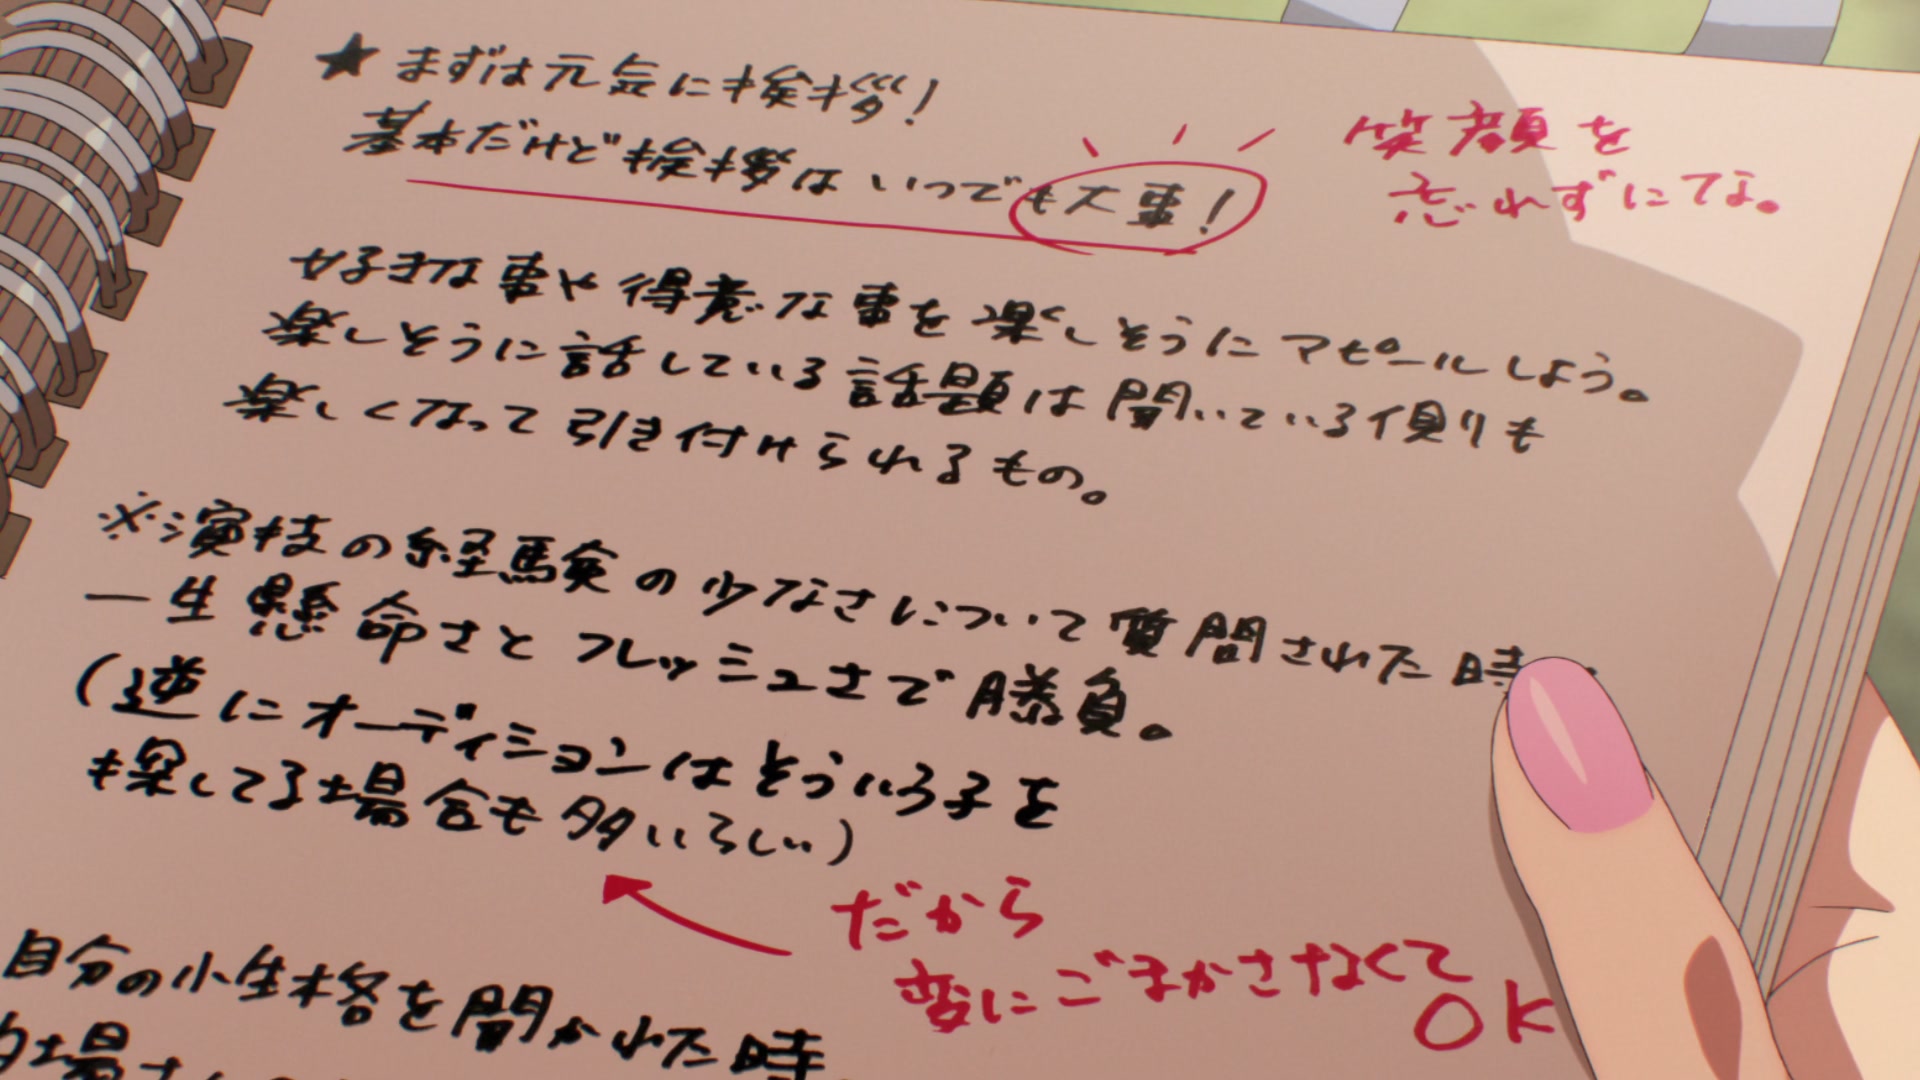 ★まずは元気に挨拶!
基本だけど挨拶はいつでも大事!
笑顔を
忘れずにてな。
好きな事や得意な事を楽しそうにアピールしよう。
楽しそうに話している話題は聞いている側りも
楽しくなって引き付けられるもの。
※演技の経験の少なさについて質問された時
一生懸命さとフレッシュさで勝負。
(逆にオーディションはそういう子を
も探してる場合も多いらしい)
だから
変にごまかさなくて
OK
自分の性格を聞かれた時